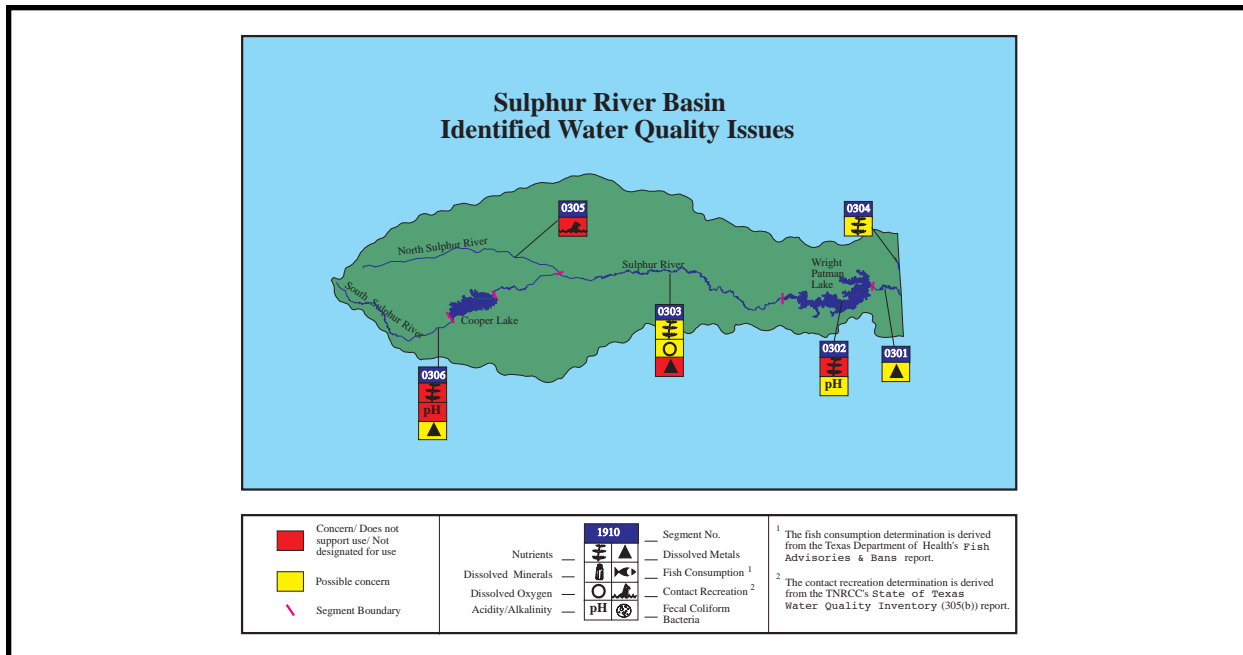 Sulphur River Basin
Identified Water Quality Issues
0305
0304
North Sulphur River
Sulphur River
Wright
Patman
Lake
South Sulphur River
Cooper Lake
0303
0302
pH
0301
0306
pH
Concern/ Does not
support use/ Not
designated for use
Possible concern
Segment Boundary
1910
Segment No.
Nutrients
Dissolved Metals
Dissolved Minerals
Fish Consumption 1
Dissolved Oxygen
Contact Recreation 2
Acidity/Alkalinity
pH
Fecal Coliform
Bacteria
1 The fish consumption determination is derived
from the Texas Department of Health's Fish
Advisories & Bans report.
2 The contact recreation determination is derived
from the TNRCC's State of Texas
Water Quality Inventory (305(b)) report.